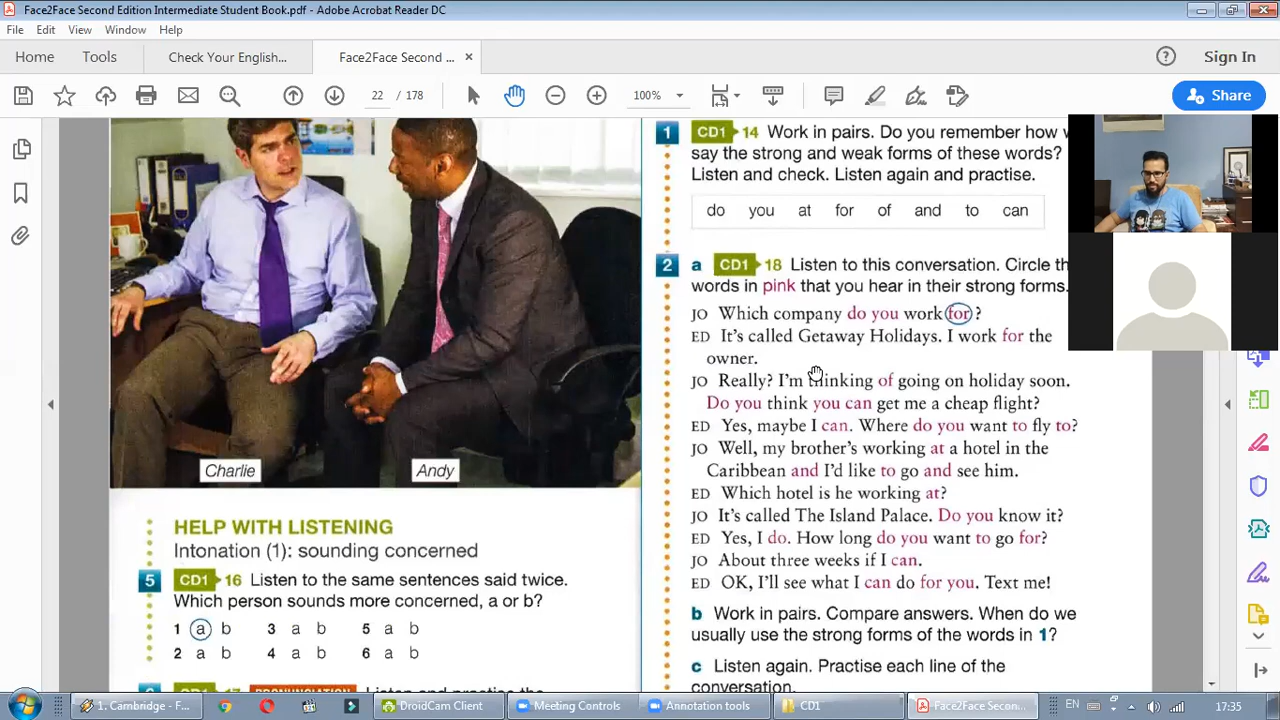 Face2Face Second Edition Intermediate Student Book.pdf - Adobe Acrobat Reader DC
File Edit View Window Help
Home Tools Check Your English... Face2Face Second ... × Sign In
22 / 178 100% Share
Charlie
Andy
HELP WITH LISTENING
Intonation (1): sounding concerned
5 CD1 16 Listen to the same sentences said twice.
Which person sounds more concerned, a or b?
1 a b 3 a b 5 a b
2 a b 4 a b 6 a b
CD1 17 PRONUNCIATION Listen and practise the
1 CD1 14 Work in pairs. Do you remember how
say the strong and weak forms of these words?
Listen and check. Listen again and practise.
do you at for of and to can
2 a CD1 18 Listen to this conversation. Circle th
words in pink that you hear in their strong forms.
JO Which company do you work for ?
ED It's called Getaway Holidays. I work for the
owner.
JO Really? I'm thinking of going on holiday soon.
Do you think you can get me a cheap flight?
ED Yes, maybe I can. Where do you want to fly to?
JO Well, my brother's working at a hotel in the
Caribbean and I'd like to go and see him.
ED Which hotel is he working at?
JO It's called The Island Palace. Do you know it?
ED Yes, I do. How long do you want to go for?
JO About three weeks if I can.
ED OK, I'll see what I can do for you. Text me!
b Work in pairs. Compare answers. When do we
usually use the strong forms of the words in 1?
c Listen again. Practise each line of the
conversation.
1. Cambridge - F... DroidCam Client Meeting Controls Annotation tools CD1 Face2Face Secon... EN 17:35